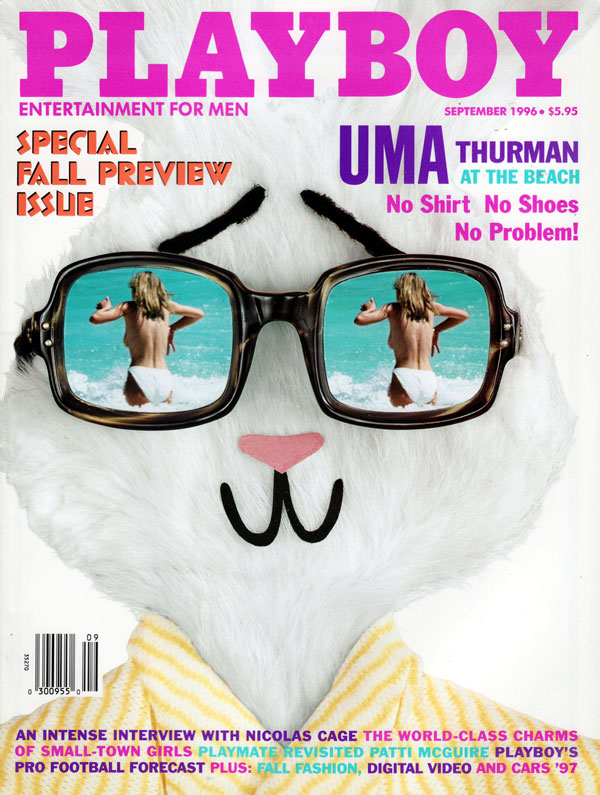 PLAYBOY
ENTERTAINMENT FOR MEN
SEPTEMBER 1996 • $5.95
SPECIAL
FALL PREVIEW
ISSUE
UMA THURMAN
AT THE BEACH
No Shirt No Shoes
No Problem!
09
35270
0 300955 0
AN INTENSE INTERVIEW WITH NICOLAS CAGE THE WORLD-CLASS CHARMS
OF SMALL-TOWN GIRLS PLAYMATE REVISITED PATTI MCGUIRE PLAYBOY'S
PRO FOOTBALL FORECAST PLUS: FALL FASHION, DIGITAL VIDEO AND CARS '97